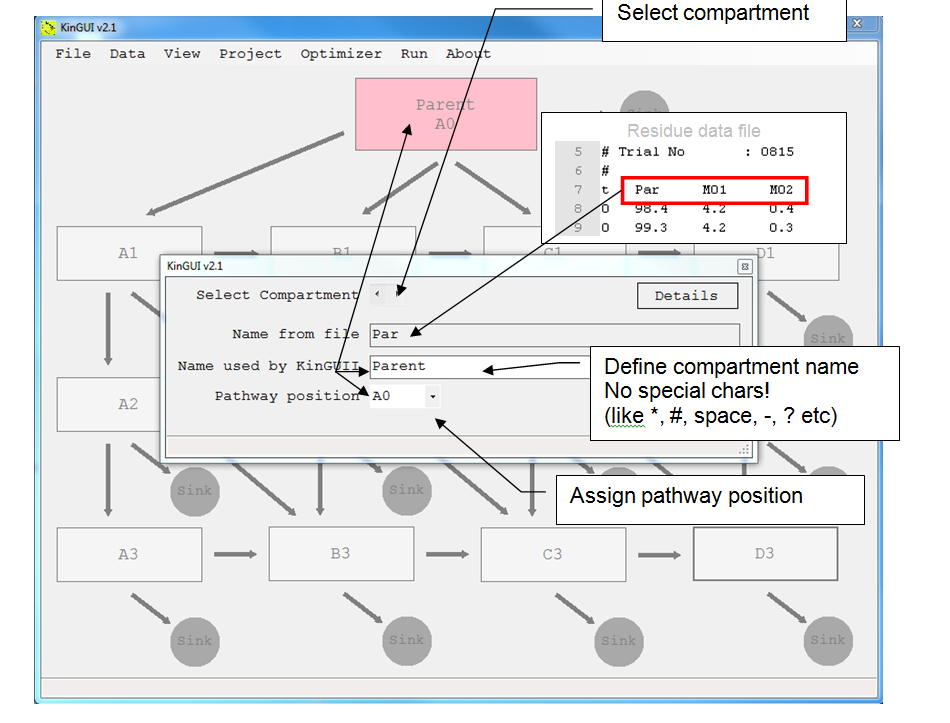 Select compartment
KinGUI v2.1
File Data View Project Optimizer Run About
Parent
A0
Sink
Residue data file
5 # Trial No : 0815
6 #
7 t Par M01 M02
8 0 98.4 4.2 0.4
9 0 99.3 4.2 0.3
A1
B1
C1
D1
KinGUI v2.1
Select Compartment
Details
Name from file Par
Name used by KinGUII Parent
Pathway position A0
Define compartment name
No special chars!
(like *, #, space, -, ? etc)
Sink
A2
Assign pathway position
Sink
Sink
A3
B3
C3
D3
Sink
Sink
Sink
Sink